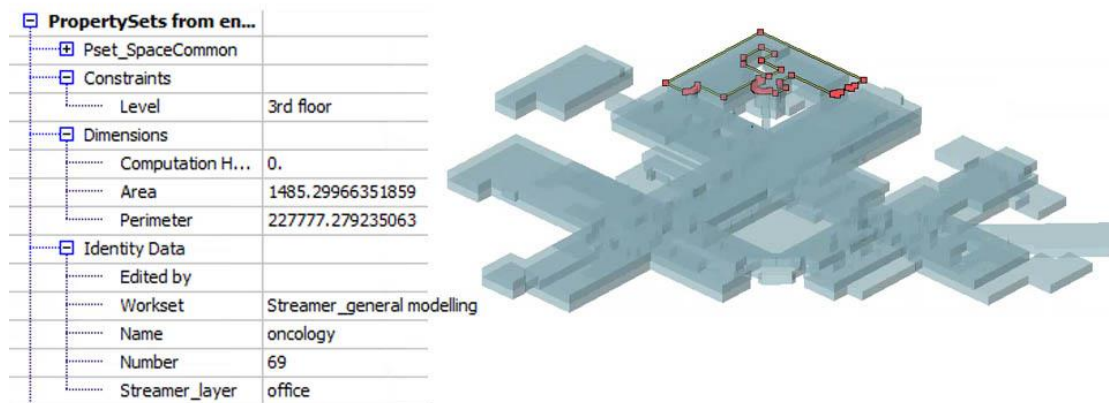 PropertySets from en...
Pset_SpaceCommon
Constraints
Level 3rd floor
Dimensions
Computation H... 0.
Area 1485.29966351859
Perimeter 227777.279235063
Identity Data
Edited by
Workset Streamer_general modelling
Name oncology
Number 69
Streamer_layer office